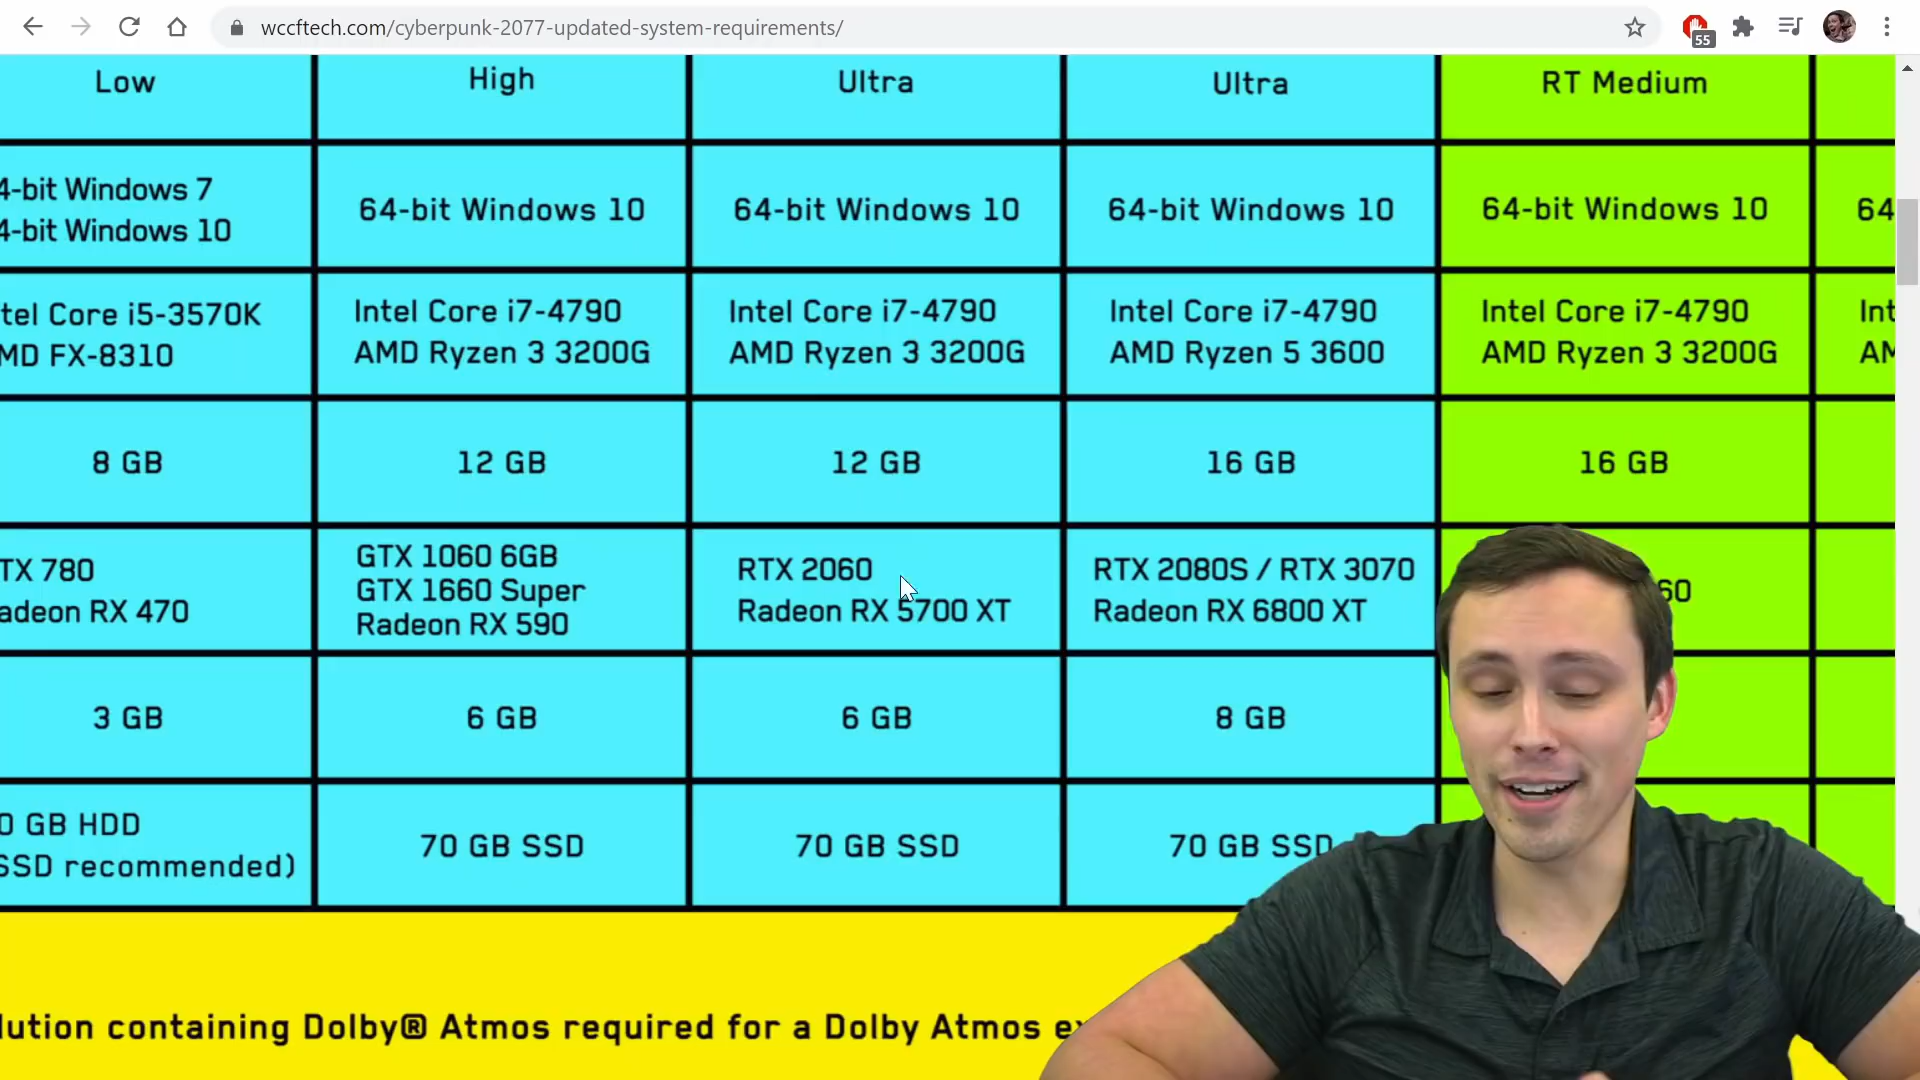 wccftech.com/cyberpunk-2077-updated-system-requirements/
55
Low
High
Ultra
Ultra
RT Medium
4-bit Windows 7
4-bit Windows 10
64-bit Windows 10
64-bit Windows 10
64-bit Windows 10
64-bit Windows 10
64
tel Core i5-3570K
MD FX-8310
Intel Core i7-4790
AMD Ryzen 3 3200G
Intel Core i7-4790
AMD Ryzen 3 3200G
Intel Core i7-4790
AMD Ryzen 5 3600
Intel Core i7-4790
AMD Ryzen 3 3200G
Int
AM
8 GB
12 GB
12 GB
16 GB
16 GB
TX 780
adeon RX 470
GTX 1060 6GB
GTX 1660 Super
Radeon RX 590
RTX 2060
Radeon RX 5700 XT
RTX 2080S / RTX 3070
Radeon RX 6800 XT
60
3 GB
6 GB
6 GB
8 GB
0 GB HDD
SSD recommended)
70 GB SSD
70 GB SSD
70 GB SSD
lution containing Dolby® Atmos required for a Dolby Atmos ex